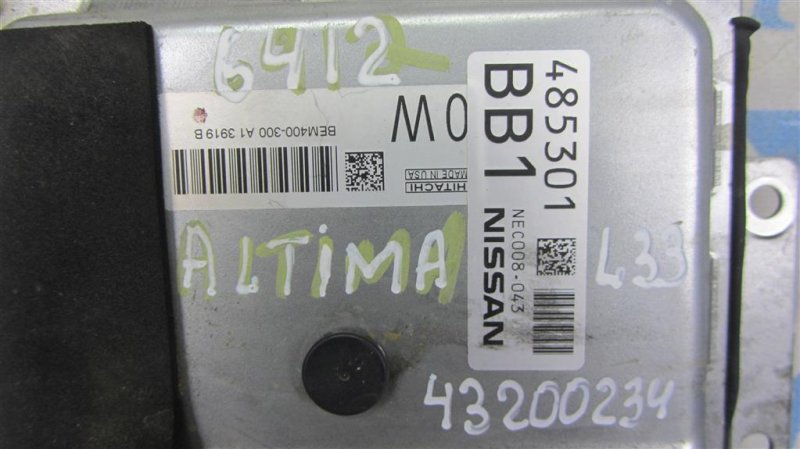 6412
BEM400-300 A1 3919 B
0W
HITACHI
MADE IN USA
485301
BB1
NEC008-043
NISSAN
ALTIMA
L33
43200234